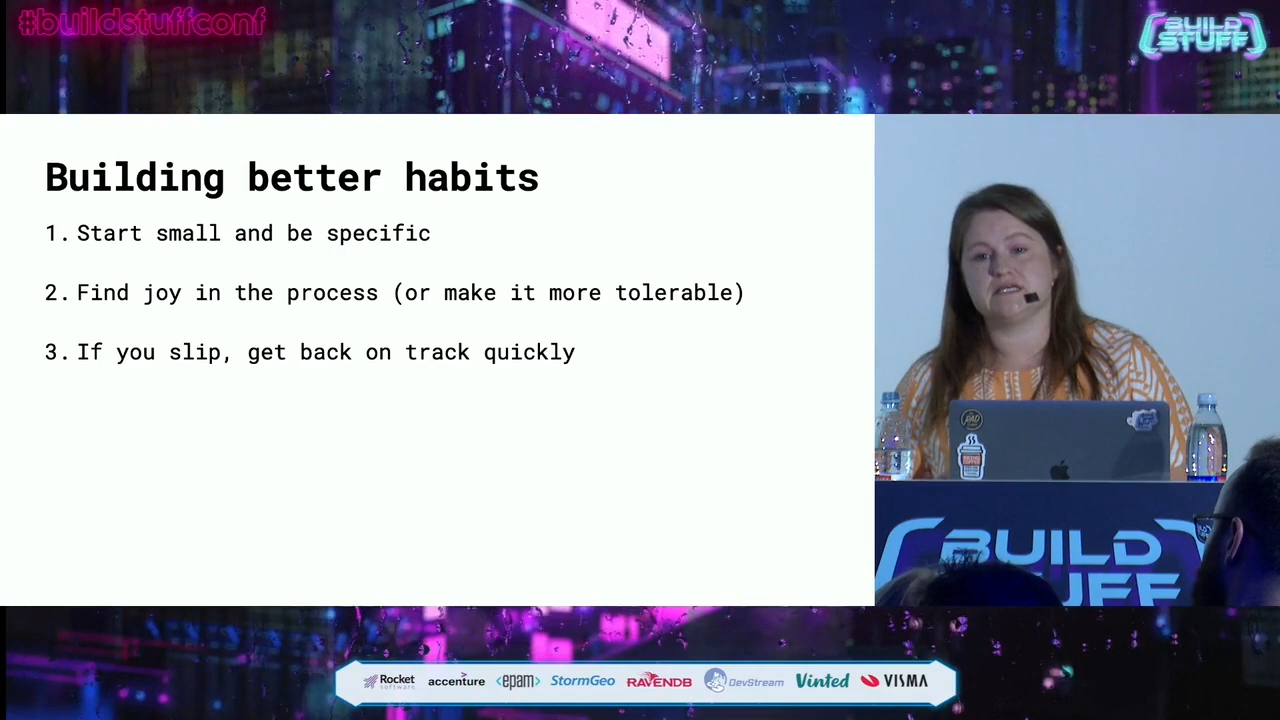 #buildstuffconf
BUILD
STUFF
Building better habits
1. Start small and be specific
2. Find joy in the process (or make it more tolerable)
3. If you slip, get back on track quickly
BUILD
STUFF
Rocket
software
accenture
<epam>
StormGeo
RAVENDB
DevStream
Vinted
VISMA